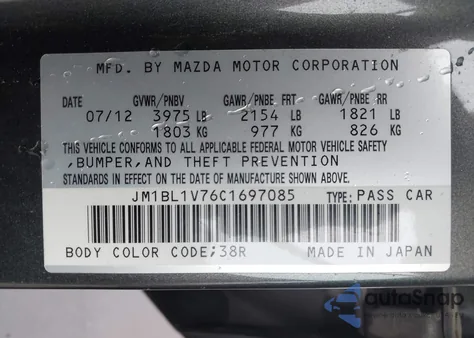 MFD. BY MAZDA MOTOR CORPORATION
DATE GVWR/PNBV GAWR/PNBE FRT GAWR/PNBE RR
07/12 3975 LB 2154 LB 1821 LB
1803 KG 977 KG 826 KG
THIS VEHICLE CONFORMS TO ALL APPLICABLE FEDERAL MOTOR VEHICLE SAFETY
,BUMPER,AND THEFT PREVENTION
STANDARDS IN EFFECT ON THE DATE OF MANUFACTURE SHOWN ABOVE.
JM1BL1V76C1697085 TYPE: PASS CAR
BODY COLOR CODE;38R MADE IN JAPAN
autoSnap